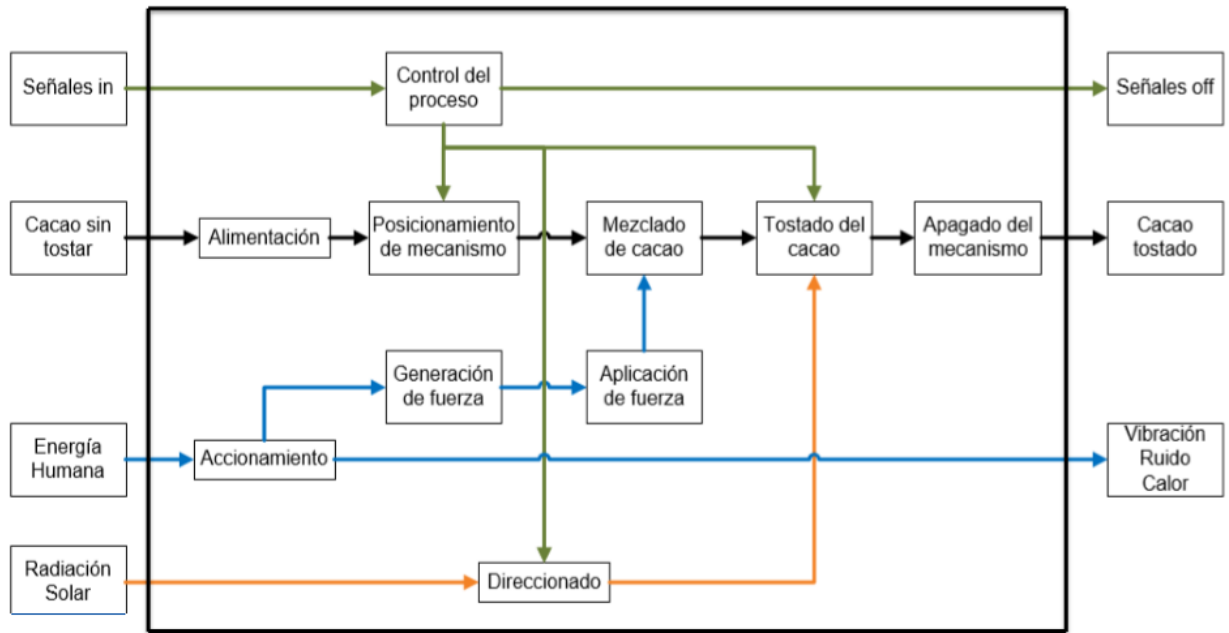 Señales in
Control del
proceso
Señales off
Cacao sin
tostar
Alimentación
Posicionamiento
de mecanismo
Mezclado
de cacao
Tostado del
cacao
Apagado del
mecanismo
Cacao
tostado
Generación
de fuerza
Aplicación
de fuerza
Energía
Humana
Accionamiento
Vibración
Ruido
Calor
Radiación
Solar
Direccionado